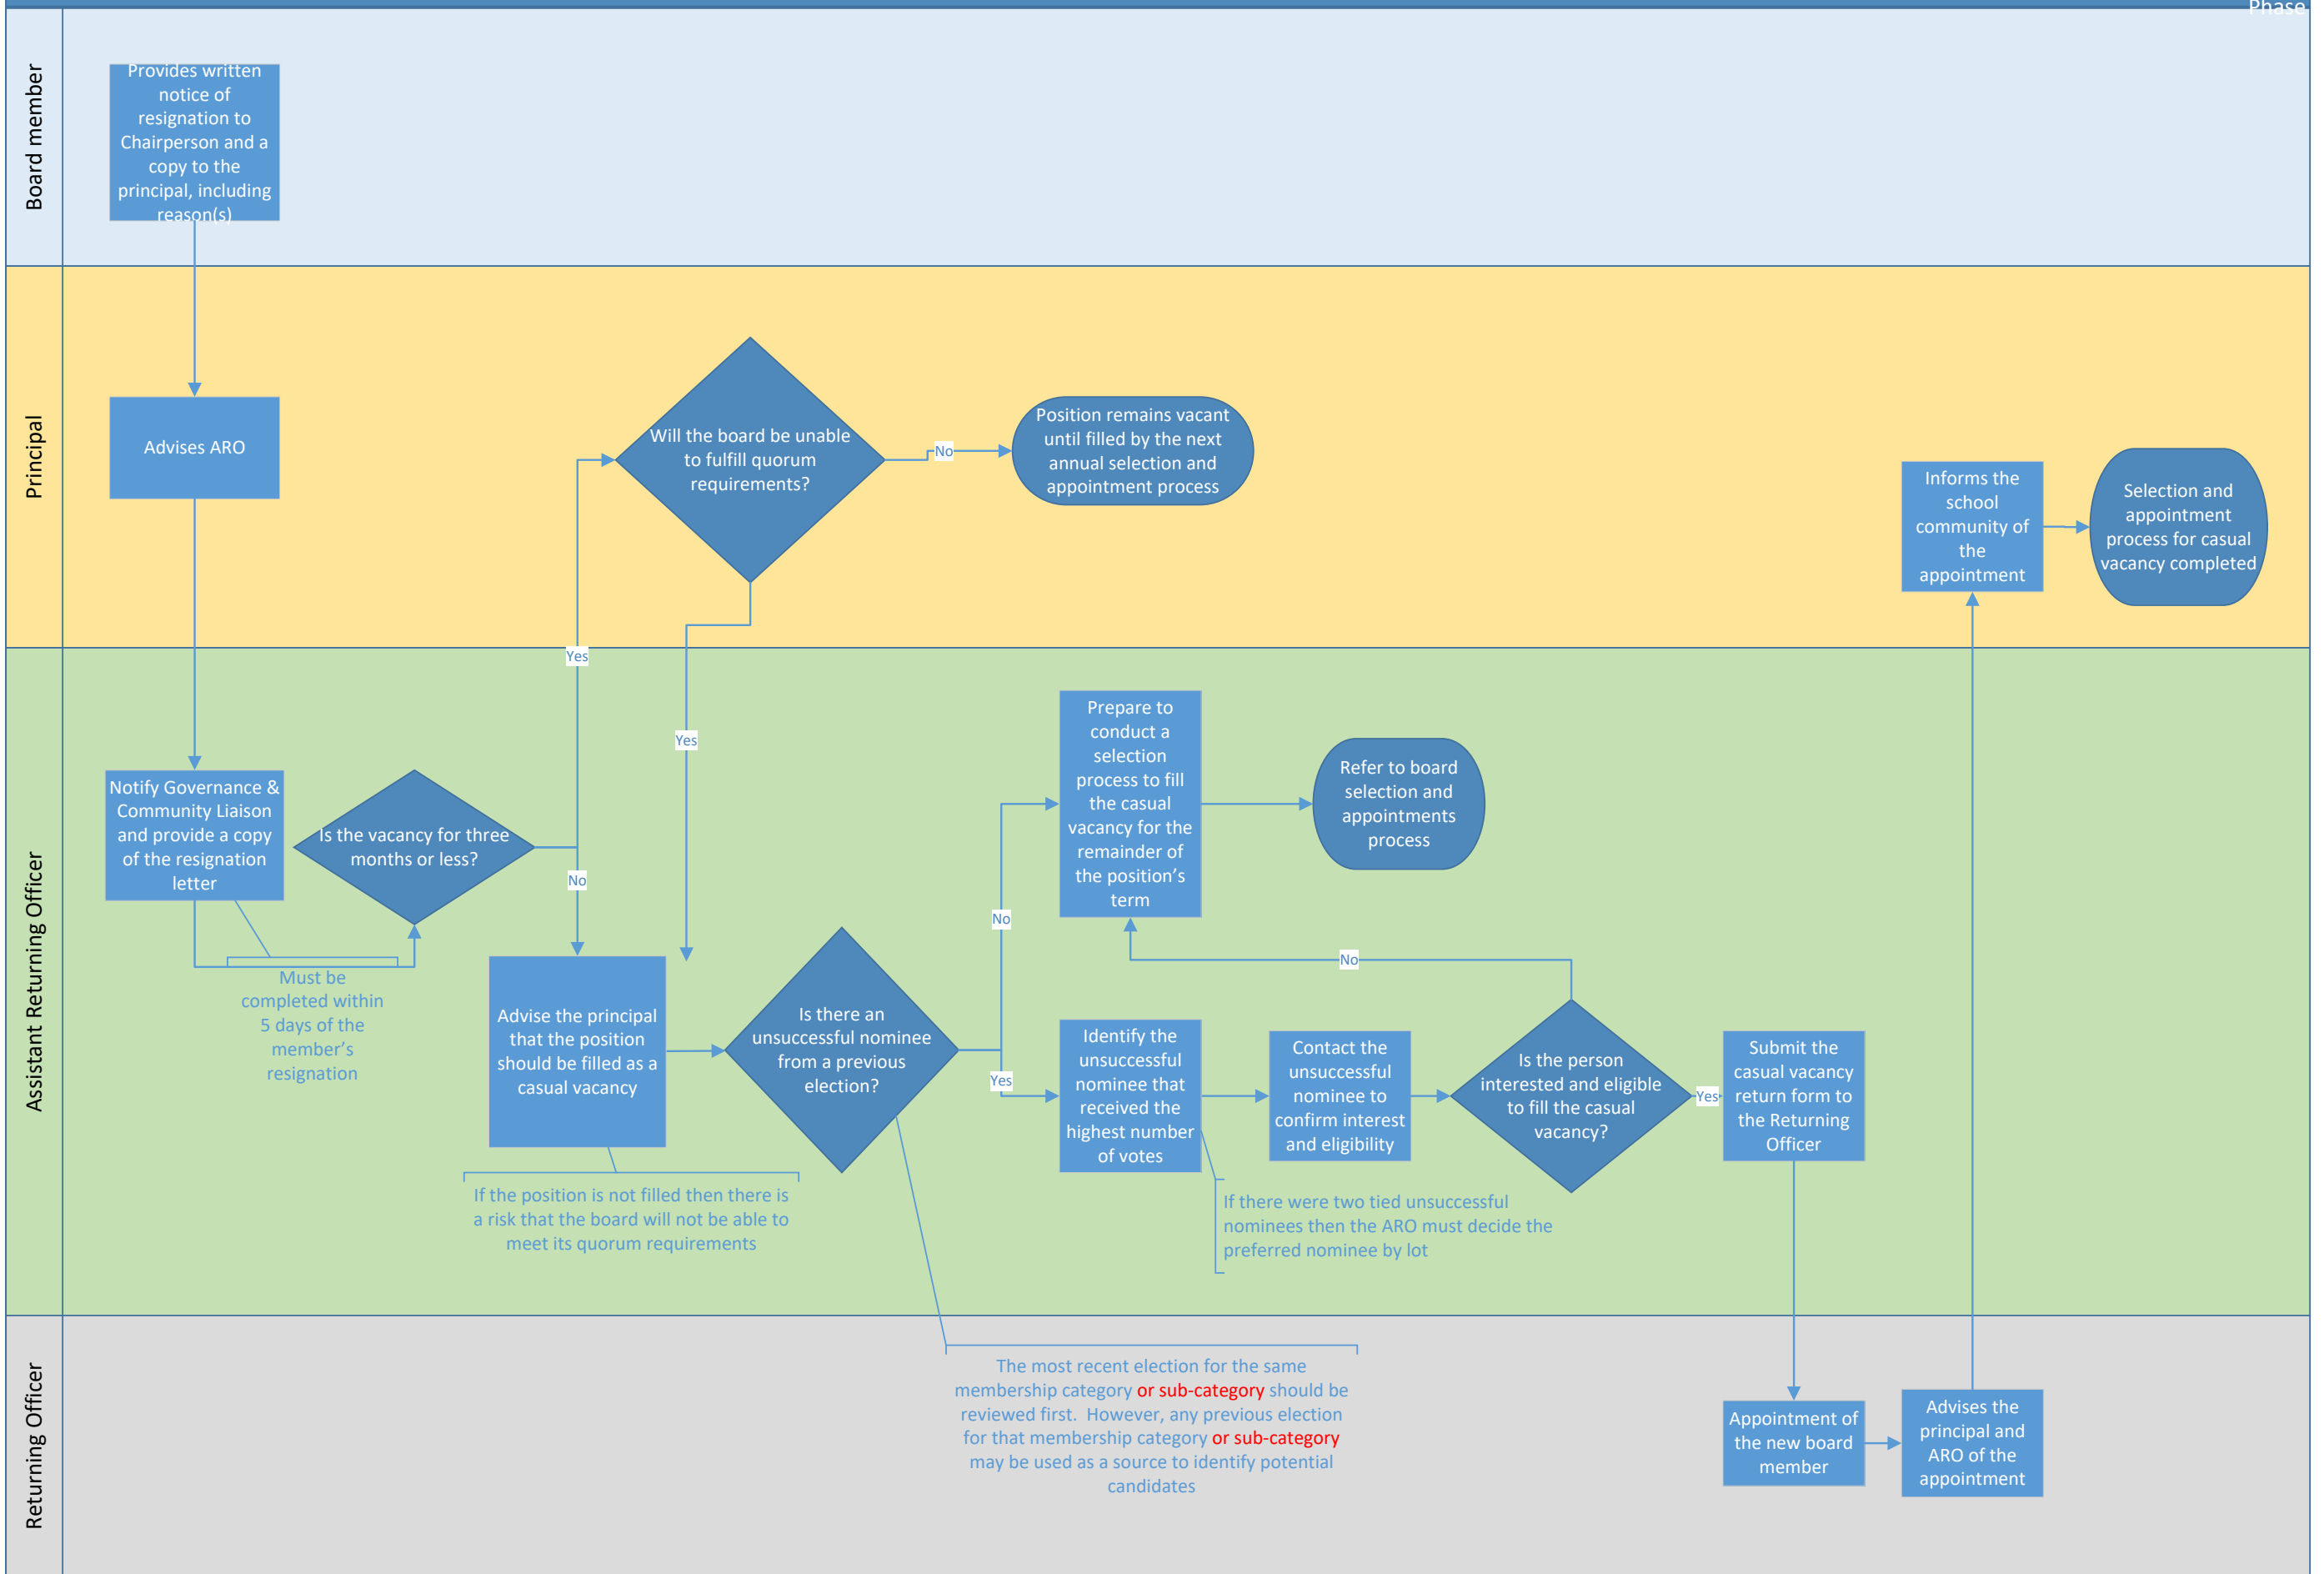 Phase
Board member
Provides written
notice of
resignation to
Chairperson and a
copy to the
principal, including
reason(s)
Principal
Advises ARO
Will the board be unable
to fulfill quorum
requirements?
No
Position remains vacant
until filled by the next
annual selection and
appointment process
Informs the
school
community of
the
appointment
Selection and
appointment
process for casual
vacancy completed
Yes
Yes
Assistant Returning Officer
Notify Governance &
Community Liaison
and provide a copy
of the resignation
letter
Must be
completed within
5 days of the
member's
resignation
Is the vacancy for three
months or less?
No
Advise the principal
that the position
should be filled as a
casual vacancy
If the position is not filled then there is
a risk that the board will not be able to
meet its quorum requirements
Is there an
unsuccessful nominee
from a previous
election?
No
Yes
Prepare to
conduct a
selection
process to fill
the casual
vacancy for the
remainder of
the position's
term
Refer to board
selection and
appointments
process
Identify the
unsuccessful
nominee that
received the
highest number
of votes
If there were two tied unsuccessful
nominees then the ARO must decide the
preferred nominee by lot
Contact the
unsuccessful
nominee to
confirm interest
and eligibility
No
Is the person
interested and eligible
to fill the casual
vacancy?
Yes
Submit the
casual vacancy
return form to
the Returning
Officer
Returning Officer
The most recent election for the same
membership category or sub-category should be
reviewed first.  However, any previous election
for that membership category or sub-category
may be used as a source to identify potential
candidates
Appointment of
the new board
member
Advises the
principal and
ARO of the
appointment